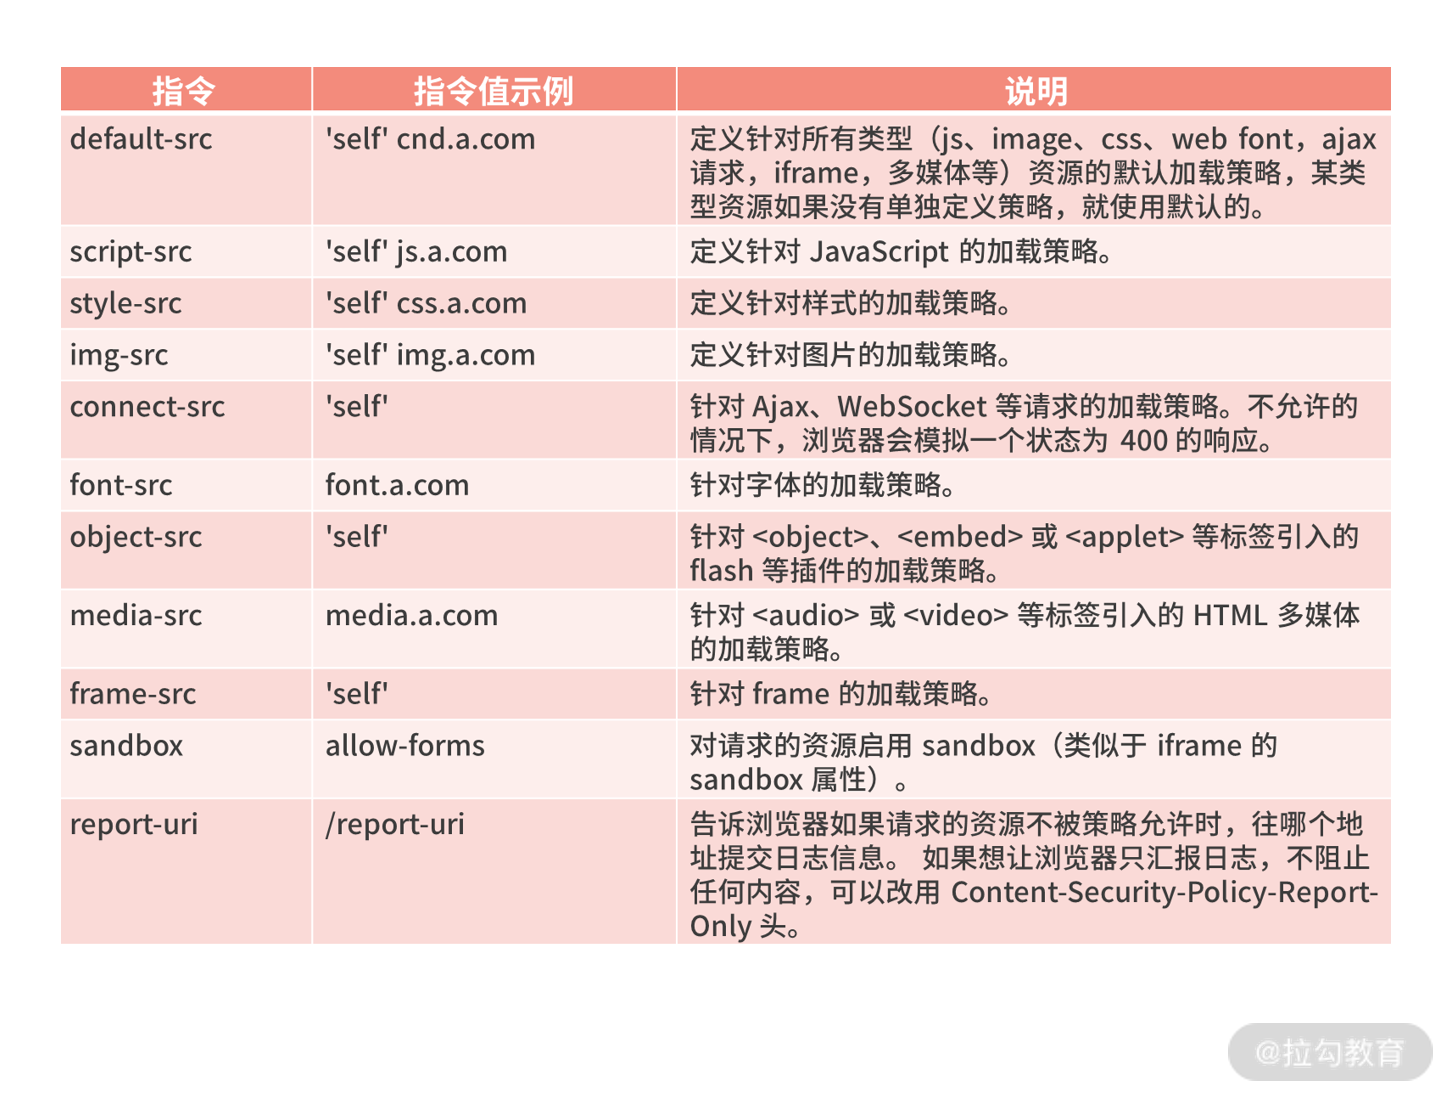 指令 指令值示例 说明
default-src 'self' cnd.a.com 定义针对所有类型（js、image、css、web font，ajax
请求，iframe，多媒体等）资源的默认加载策略，某类
型资源如果没有单独定义策略，就使用默认的。
script-src 'self' js.a.com 定义针对 JavaScript 的加载策略。
style-src 'self' css.a.com 定义针对样式的加载策略。
img-src 'self' img.a.com 定义针对图片的加载策略。
connect-src 'self' 针对 Ajax、WebSocket 等请求的加载策略。不允许的
情况下，浏览器会模拟一个状态为 400 的响应。
font-src font.a.com 针对字体的加载策略。
object-src 'self' 针对 <object>、<embed> 或 <applet> 等标签引入的
flash 等插件的加载策略。
media-src media.a.com 针对 <audio> 或 <video> 等标签引入的 HTML 多媒体
的加载策略。
frame-src 'self' 针对 frame 的加载策略。
sandbox allow-forms 对请求的资源启用 sandbox（类似于 iframe 的
sandbox 属性）。
report-uri /report-uri 告诉浏览器如果请求的资源不被策略允许时，往哪个地
址提交日志信息。 如果想让浏览器只汇报日志，不阻止
任何内容，可以改用 Content-Security-Policy-Report-
Only 头。
@拉勾教育